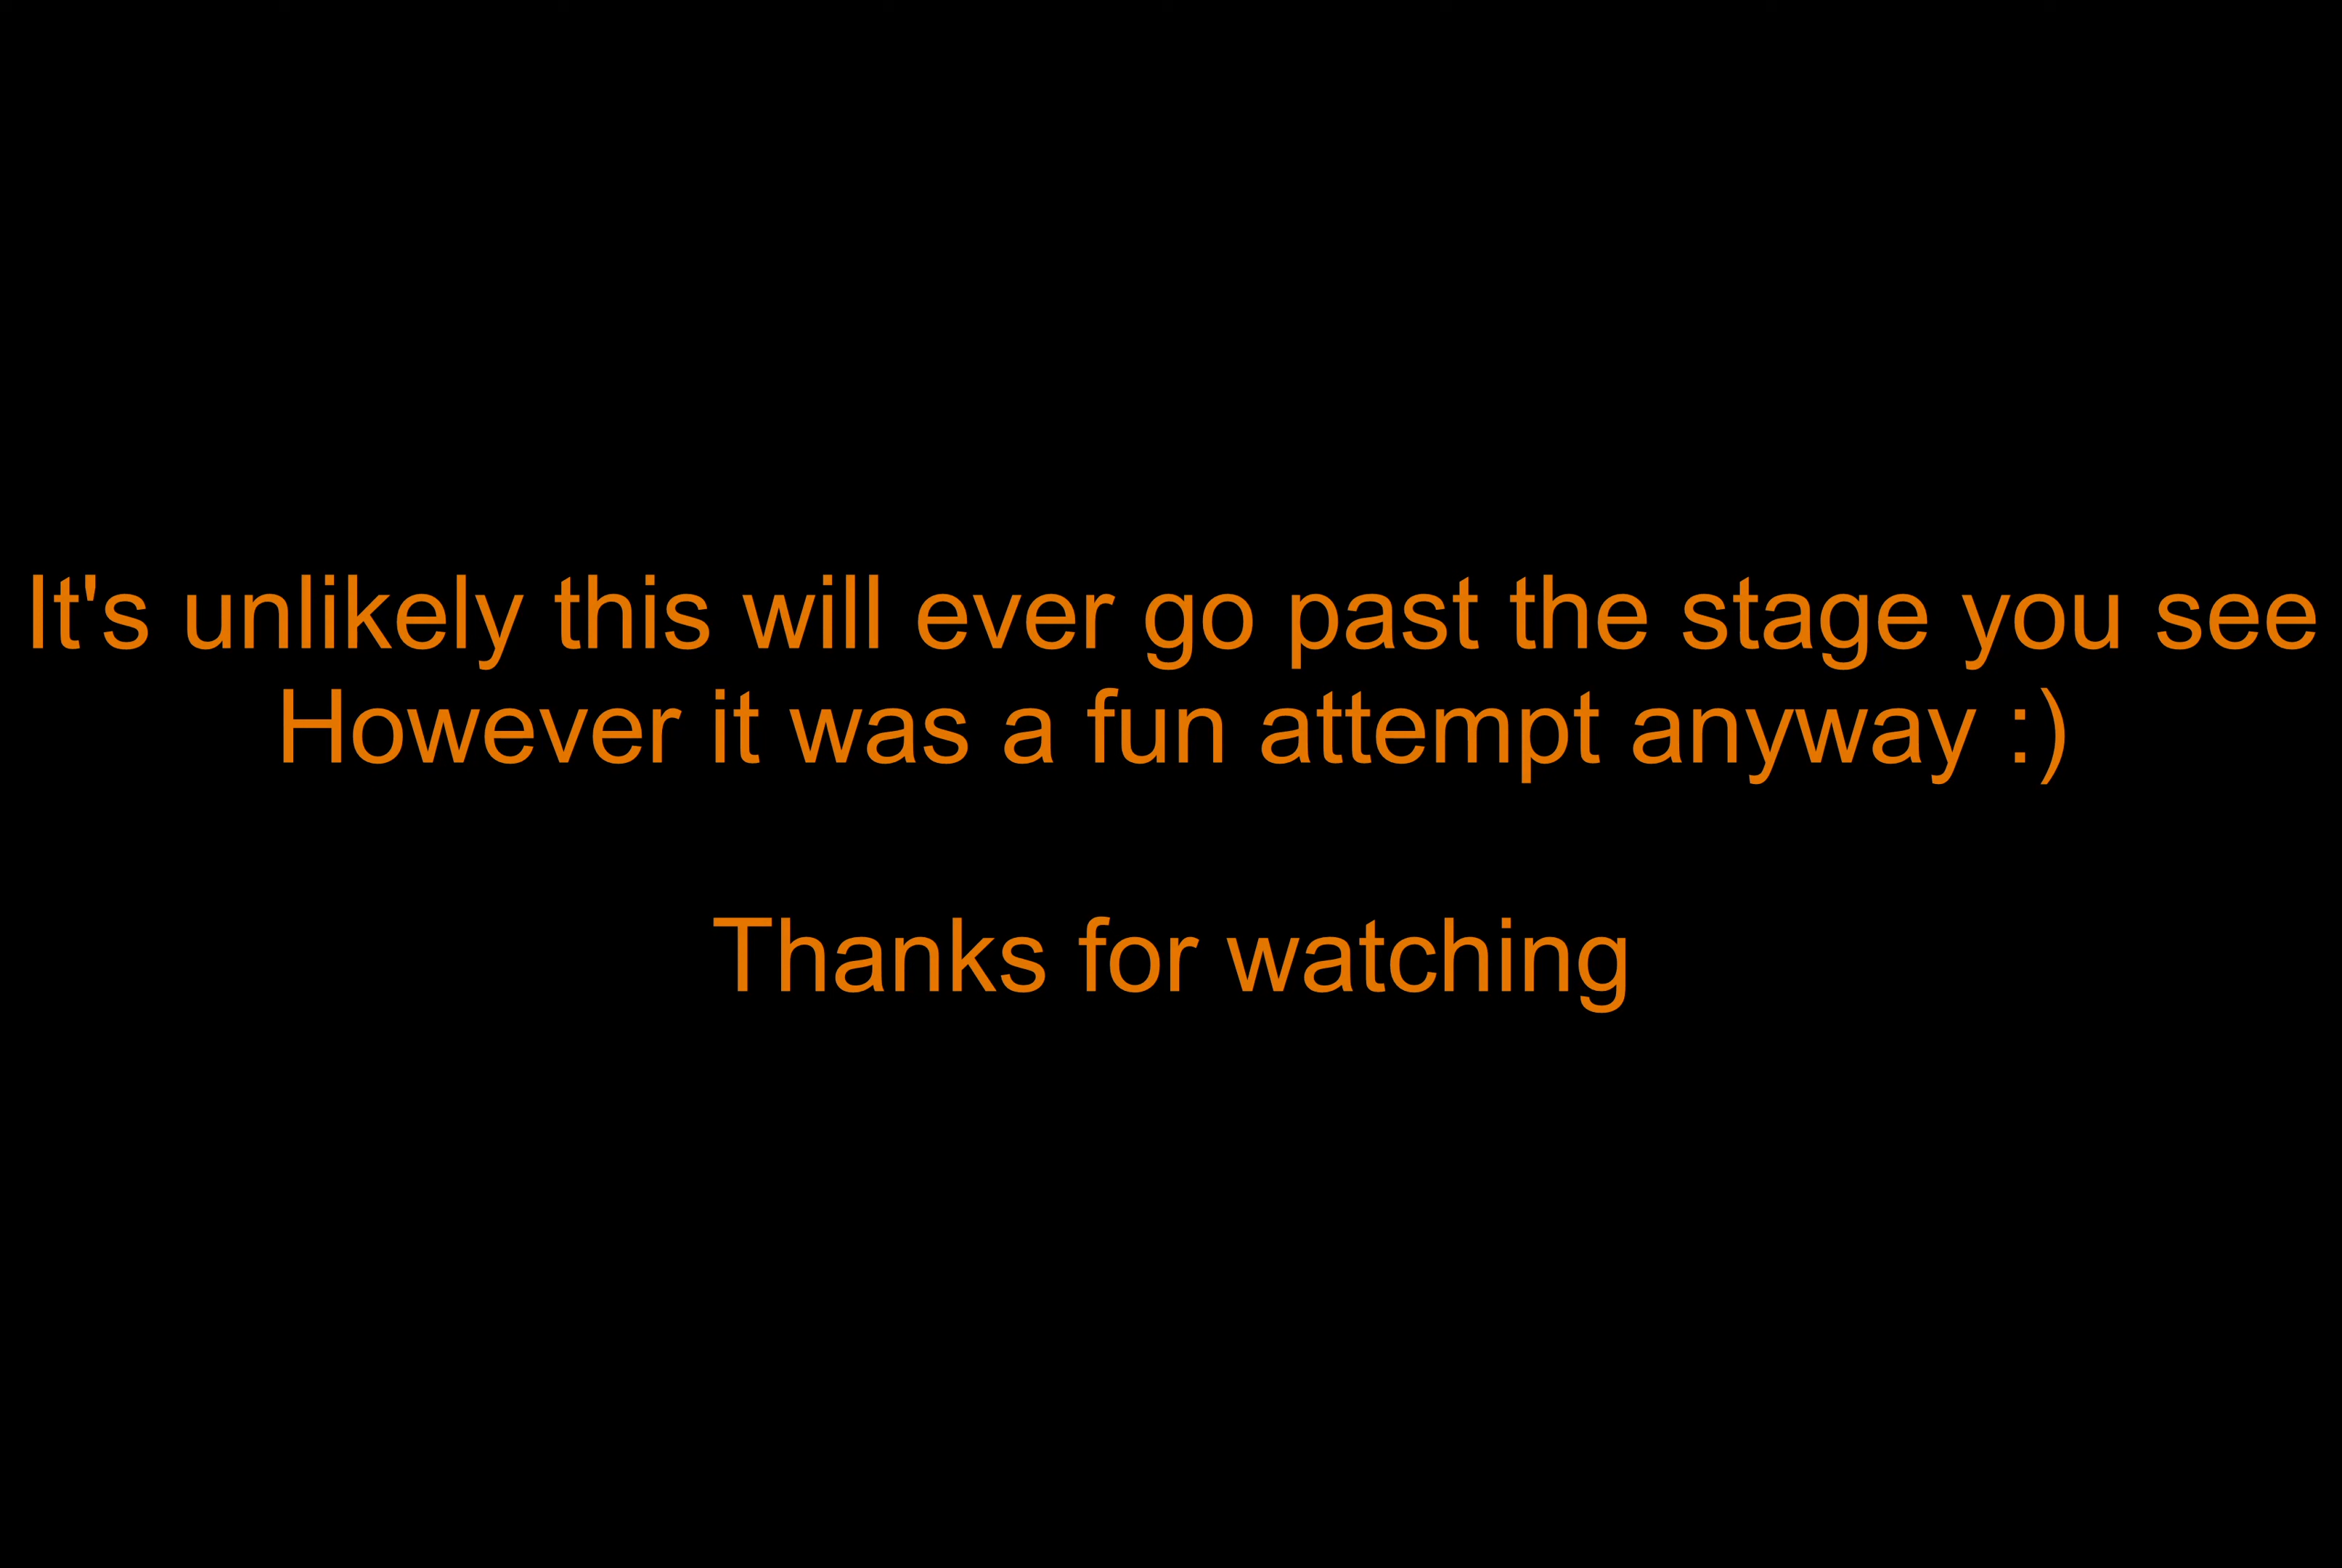 It's unlikely this will ever go past the stage you see
However it was a fun attempt anyway :)
Thanks for watching